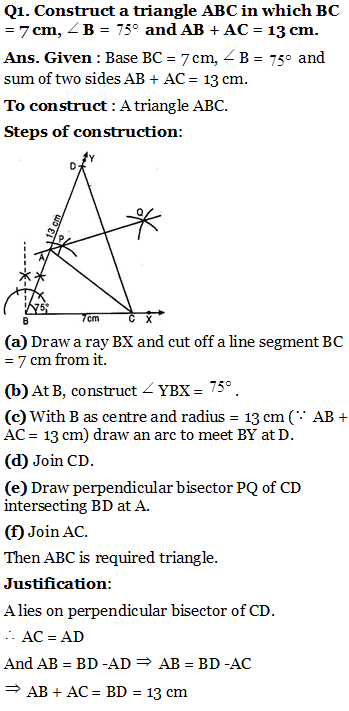 Q1. Construct a triangle ABC in which BC
= 7 cm, ∠ B = 75° and AB + AC = 13 cm.
Ans. Given : Base BC = 7 cm, ∠ B = 75° and
sum of two sides AB + AC = 13 cm.
To construct : A triangle ABC.
Steps of construction:
D Y
13 cm
Q
P
A
75°
B 7cm C X
(a) Draw a ray BX and cut off a line segment BC
= 7 cm from it.
(b) At B, construct ∠ YBX = 75° .
(c) With B as centre and radius = 13 cm (∵ AB +
AC = 13 cm) draw an arc to meet BY at D.
(d) Join CD.
(e) Draw perpendicular bisector PQ of CD
intersecting BD at A.
(f) Join AC.
Then ABC is required triangle.
Justification:
A lies on perpendicular bisector of CD.
∴ AC = AD
And AB = BD -AD ⇒ AB = BD -AC
⇒ AB + AC = BD = 13 cm